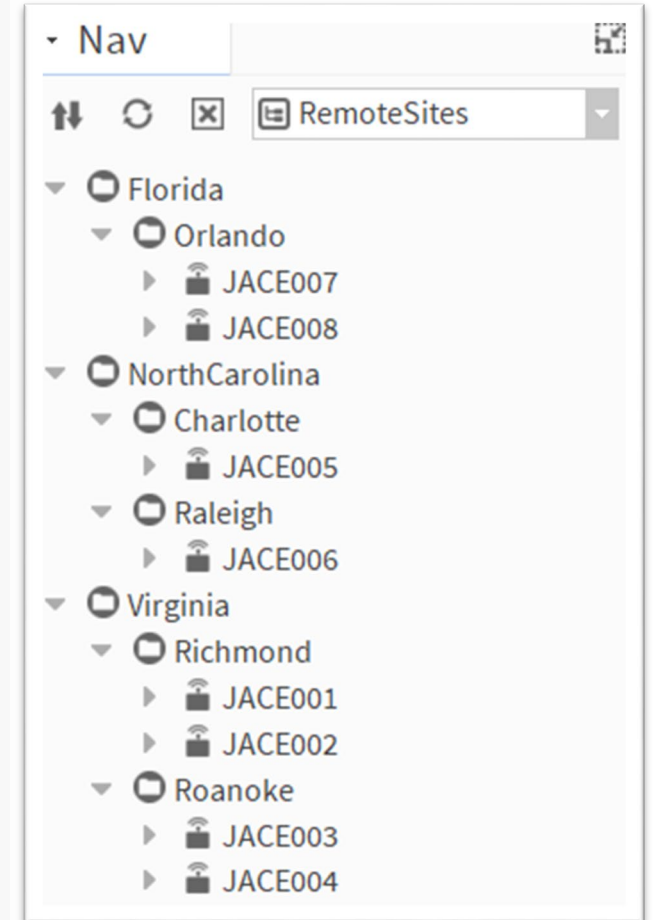 Nav
RemoteSites
Florida
Orlando
JACE007
JACE008
NorthCarolina
Charlotte
JACE005
Raleigh
JACE006
Virginia
Richmond
JACE001
JACE002
Roanoke
JACE003
JACE004